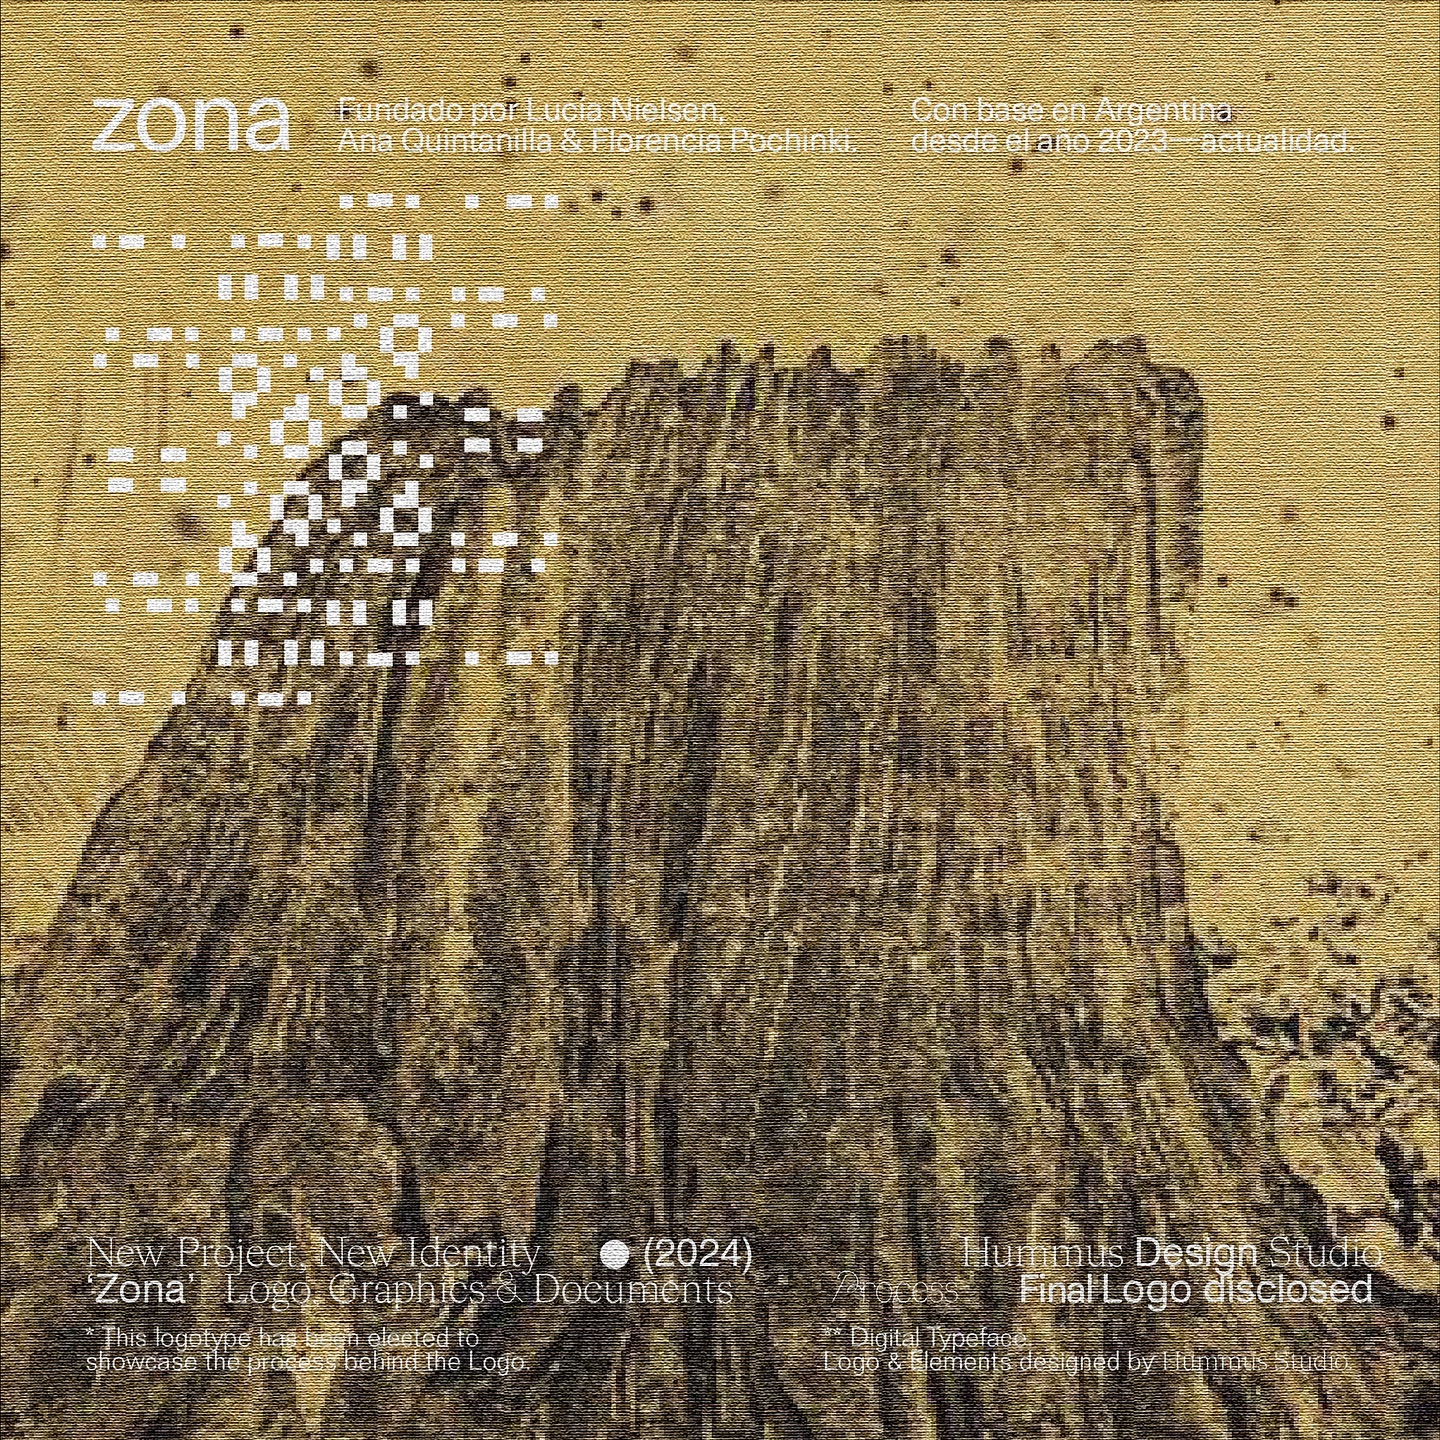 zona
Fundado por Lucía Nielsen,
Ana Quintanilla & Florencia Pochinki.
Con base en Argentina
desde el año 2023—actualidad.
New Project, New Identity
(2024)
‘Zona’ Logo, Graphics & Documents
Hummus Design Studio
Process Final Logo disclosed
* This logotype has been elected to
showcase the process behind the Logo.
** Digital Typeface
Logo & Elements designed by Hummus Studio.